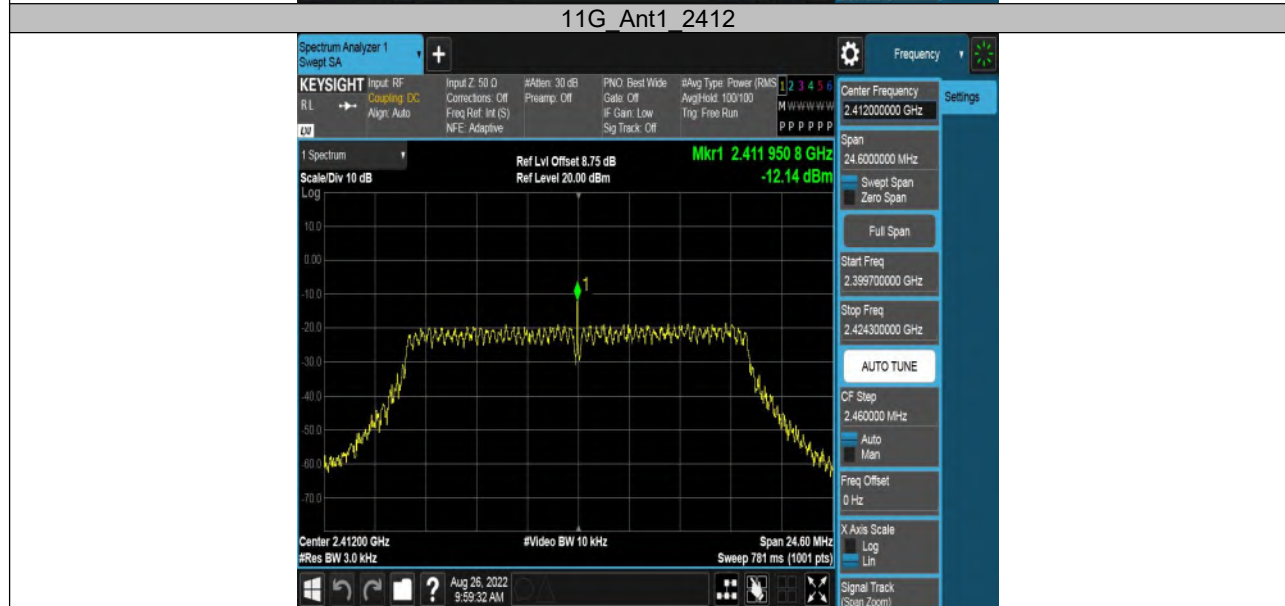 11G_Ant1_2412
Spectrum Analyzer 1
Swept SA
+
Frequency
KEYSIGHT
RL
LXI
Input: RF
Coupling: DC
Align: Auto
Input Z: 50 Ω
Corrections: Off
Freq Ref: Int (S)
NFE: Adaptive
#Atten: 30 dB
Preamp: Off
PNO: Best Wide
Gate: Off
IF Gain: Low
Sig Track: Off
#Avg Type: Power (RMS
Avg|Hold: 100/100
Trig: Free Run
1 2 3 4 5 6
M W W W W W
P P P P P P
Center Frequency
2.412000000 GHz
Settings
1 Spectrum
Scale/Div 10 dB
Ref Lvl Offset 8.75 dB
Ref Level 20.00 dBm
Mkr1 2.411 950 8 GHz
-12.14 dBm
Span
24.6000000 MHz
Swept Span
Zero Span
Full Span
Start Freq
2.399700000 GHz
Stop Freq
2.424300000 GHz
AUTO TUNE
CF Step
2.460000 MHz
Auto
Man
Freq Offset
0 Hz
X Axis Scale
Log
Lin
Signal Track
(Span Zoom)
Log
10.0
0.00
-10.0
-20.0
-30.0
-40.0
-50.0
-60.0
-70.0
1
Center 2.41200 GHz
#Res BW 3.0 kHz
#Video BW 10 kHz
Span 24.60 MHz
Sweep 781 ms (1001 pts)
?
Aug 26, 2022
9:59:32 AM